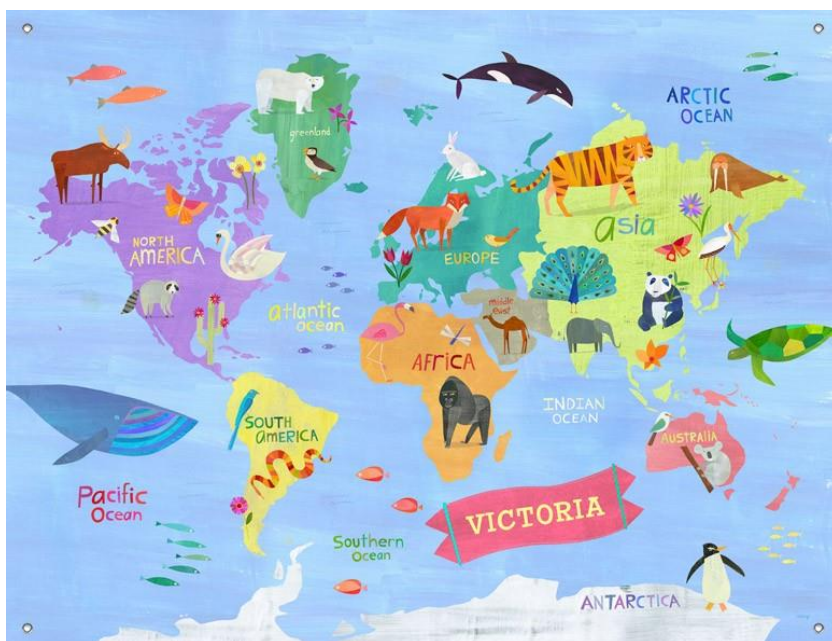 ARCTIC
OCEAN
greenland
NORTH
AMERICA
EUROPE
asia
atlantic
ocean
middle
east
AFRICA
INDIAN
OCEAN
SOUTH
america
AUSTRALIA
Pacific
Ocean
VICTORIA
Southern
Ocean
ANTARCTICA